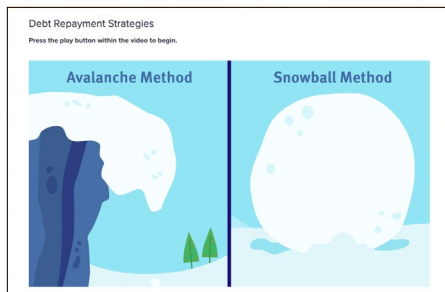 Debt Repayment Strategies
Press the play button within the video to begin.
Avalanche Method
Snowball Method